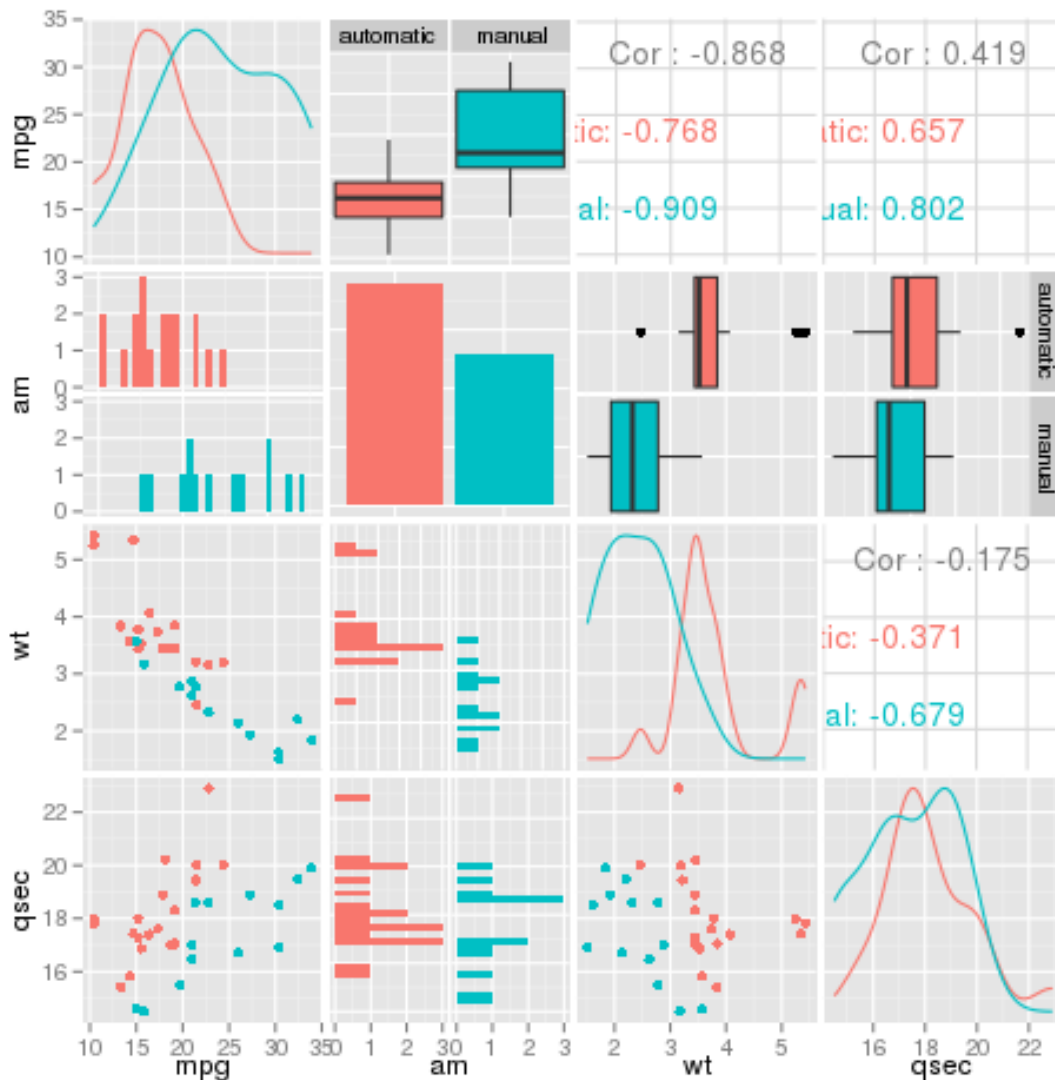 35
30
25
20
15
10
mpg
automatic manual
Cor : -0.868
tic: -0.768
al: -0.909
Cor : 0.419
atic: 0.657
ual: 0.802
3
2
1
0
3
2
1
0
am
automatic
manual
5
4
3
2
wt
Cor : -0.175
tic: -0.371
al: -0.679
22
20
18
16
qsec
10 15 20 25 30 35
0 1 2 3 0 1 2 3
2 3 4 5
16 18 20 22
mpg am wt qsec